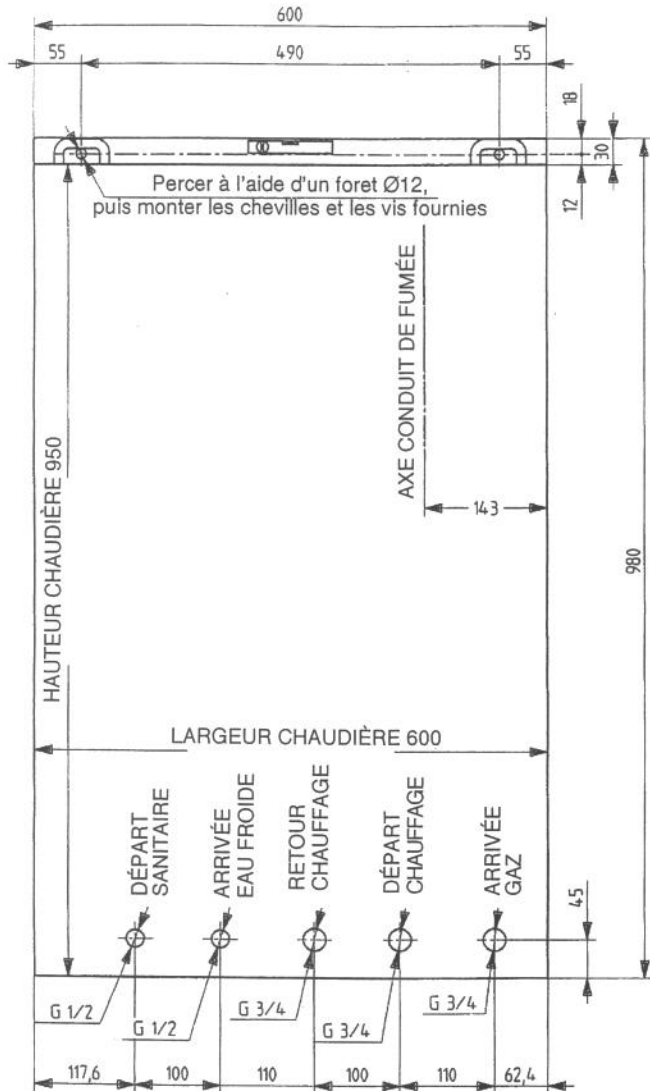 600
55
490
55
18
30
12
Percer à l'aide d'un foret Ø12,
puis monter les chevilles et les vis fournies
AXE CONDUIT DE FUMÉE
143
HAUTEUR CHAUDIÈRE 950
980
LARGEUR CHAUDIÈRE 600
DÉPART
SANITAIRE
ARRIVÉE
EAU FROIDE
RETOUR
CHAUFFAGE
DÉPART
CHAUFFAGE
ARRIVÉE
GAZ
45
G 1/2
G 1/2
G 3/4
G 3/4
G 3/4
117,6
100
110
100
110
62,4